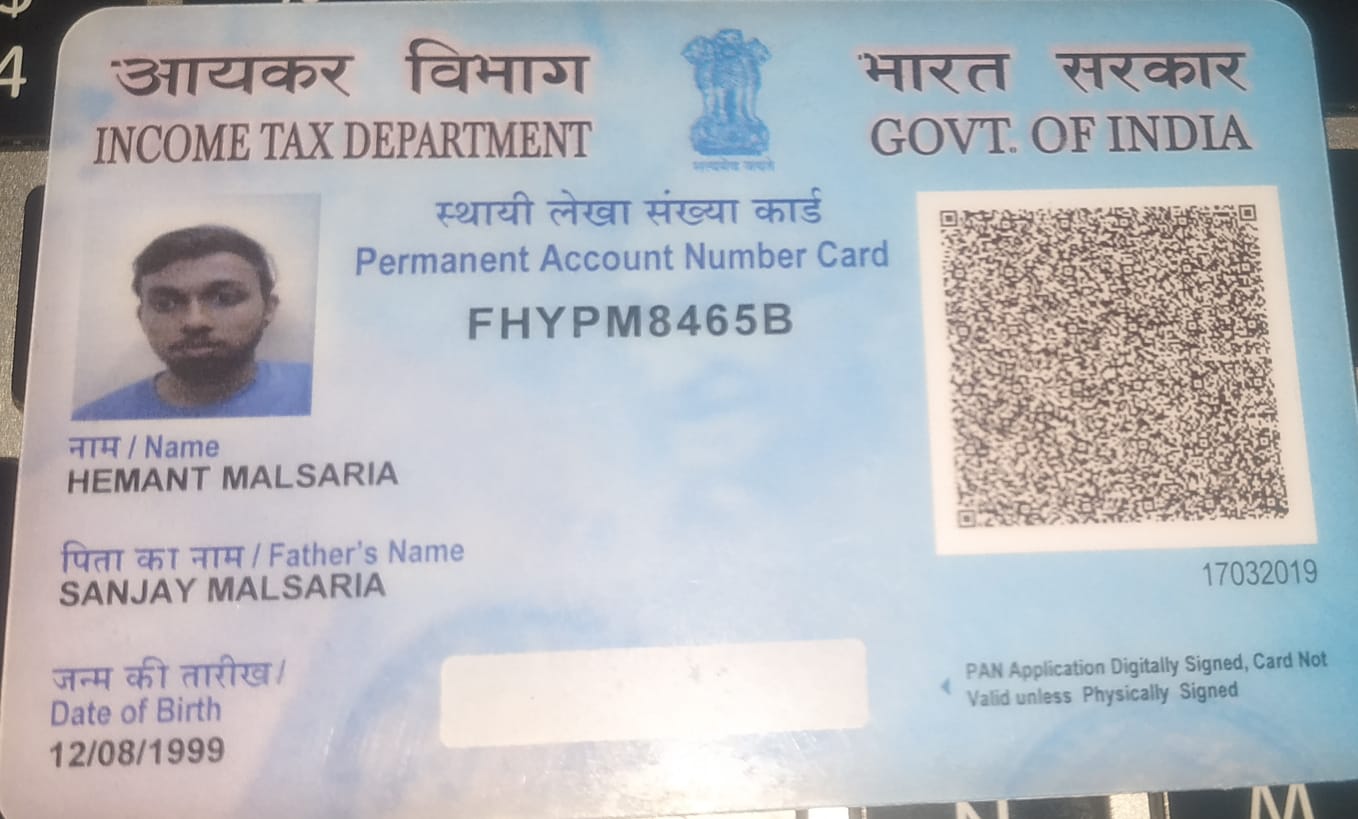 $
4
आयकर विभाग
INCOME TAX DEPARTMENT
सत्यमेव जयते
भारत सरकार
GOVT. OF INDIA
स्थायी लेखा संख्या कार्ड
Permanent Account Number Card
FHYPM8465B
नाम / Name
HEMANT MALSARIA
पिता का नाम / Father's Name
SANJAY MALSARIA
17032019
जन्म की तारीख /
Date of Birth
12/08/1999
PAN Application Digitally Signed, Card Not
Valid unless Physically Signed
N
M